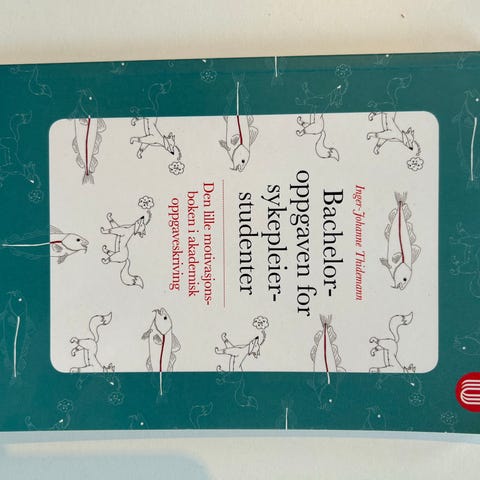 Inger-Johanne Thidemann
Bachelor-
oppgaven for
sykepleier-
studenter
Den lille motivasjons-
boken i akademisk
oppgaveskriving